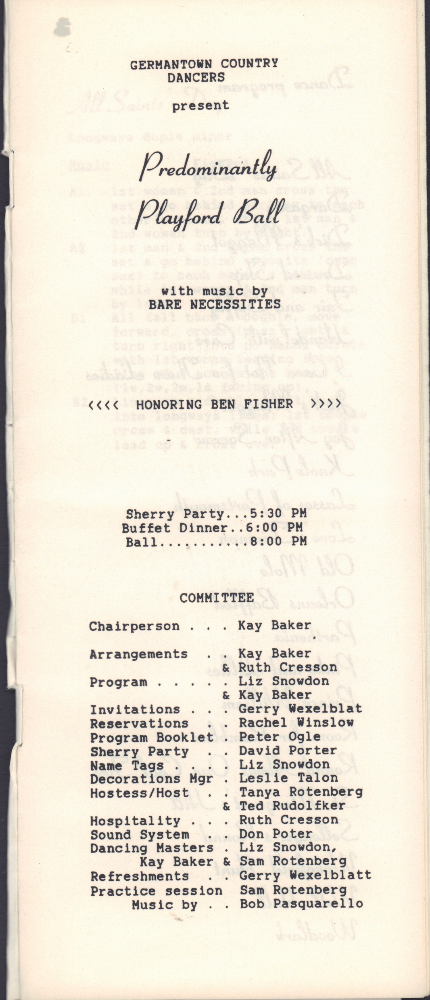 GERMANTOWN COUNTRY
DANCERS
present
Predominantly
Playford Ball
with music by
BARE NECESSITIES
<<<< HONORING BEN FISHER >>>>
Sherry Party...5:30 PM
Buffet Dinner..6:00 PM
Ball...........8:00 PM
COMMITTEE
Chairperson . . . Kay Baker
Arrangements . . Kay Baker
& Ruth Cresson
Program . . . . . Liz Snowdon
& Kay Baker
Invitations . . . Gerry Wexelblat
Reservations . . Rachel Winslow
Program Booklet . Peter Ogle
Sherry Party . . David Porter
Name Tags . . . . Liz Snowdon
Decorations Mgr . Leslie Talon
Hostess/Host . . Tanya Rotenberg
& Ted Rudolfker
Hospitality . . . Ruth Cresson
Sound System . . Don Poter
Dancing Masters . Liz Snowdon,
Kay Baker & Sam Rotenberg
Refreshments . . Gerry Wexelblatt
Practice session Sam Rotenberg
Music by . . Bob Pasquarello